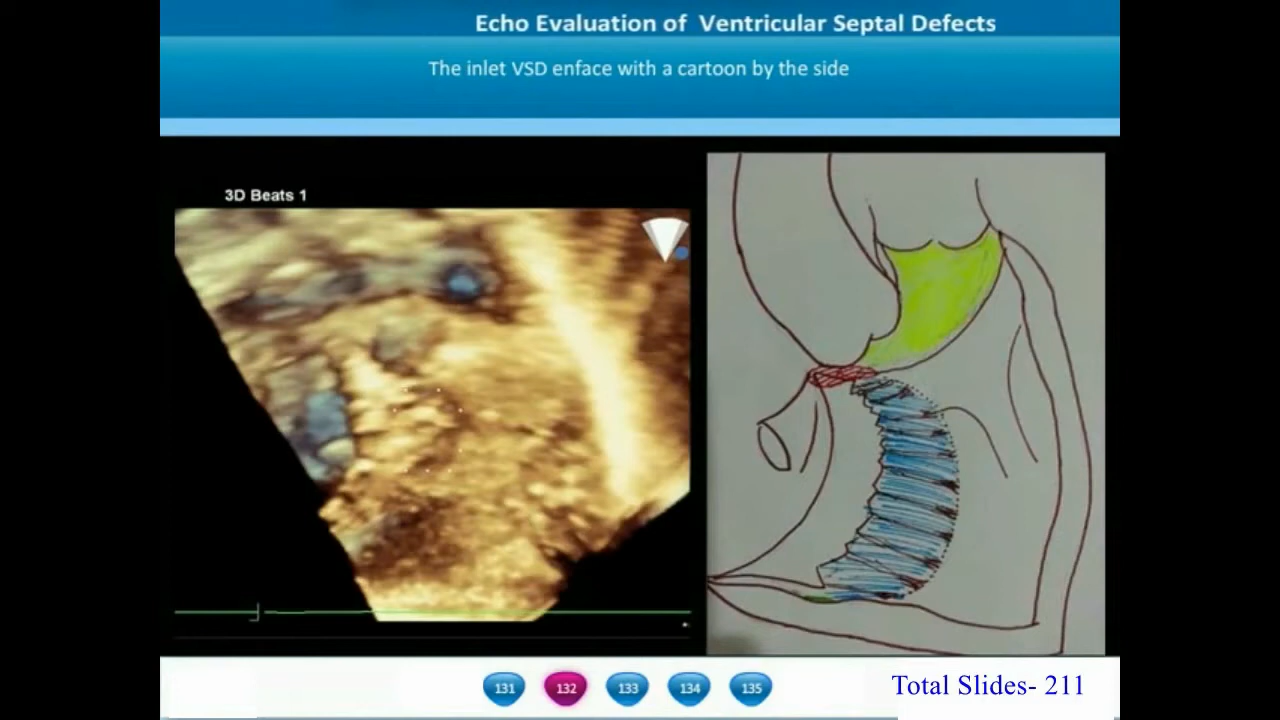 Echo Evaluation of Ventricular Septal Defects
The inlet VSD enface with a cartoon by the side
3D Beats 1
131 132 133 134 135
Total Slides- 211